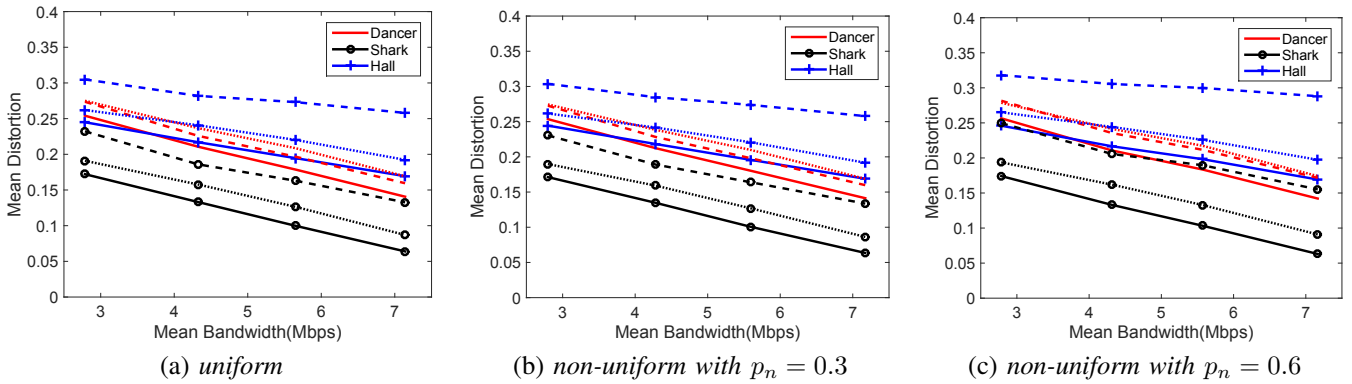 0.4
0.35
0.3
0.25
0.2
0.15
0.1
0.05
0
Mean Distortion
3 4 5 6 7
Mean Bandwidth(Mbps)
Dancer
Shark
Hall
(a) uniform
0.4
0.35
0.3
0.25
0.2
0.15
0.1
0.05
0
Mean Distortion
3 4 5 6 7
Mean Bandwidth(Mbps)
Dancer
Shark
Hall
(b) non-uniform with pₙ = 0.3
0.4
0.35
0.3
0.25
0.2
0.15
0.1
0.05
0
Mean Distortion
3 4 5 6 7
Mean Bandwidth(Mbps)
Dancer
Shark
Hall
(c) non-uniform with pₙ = 0.6